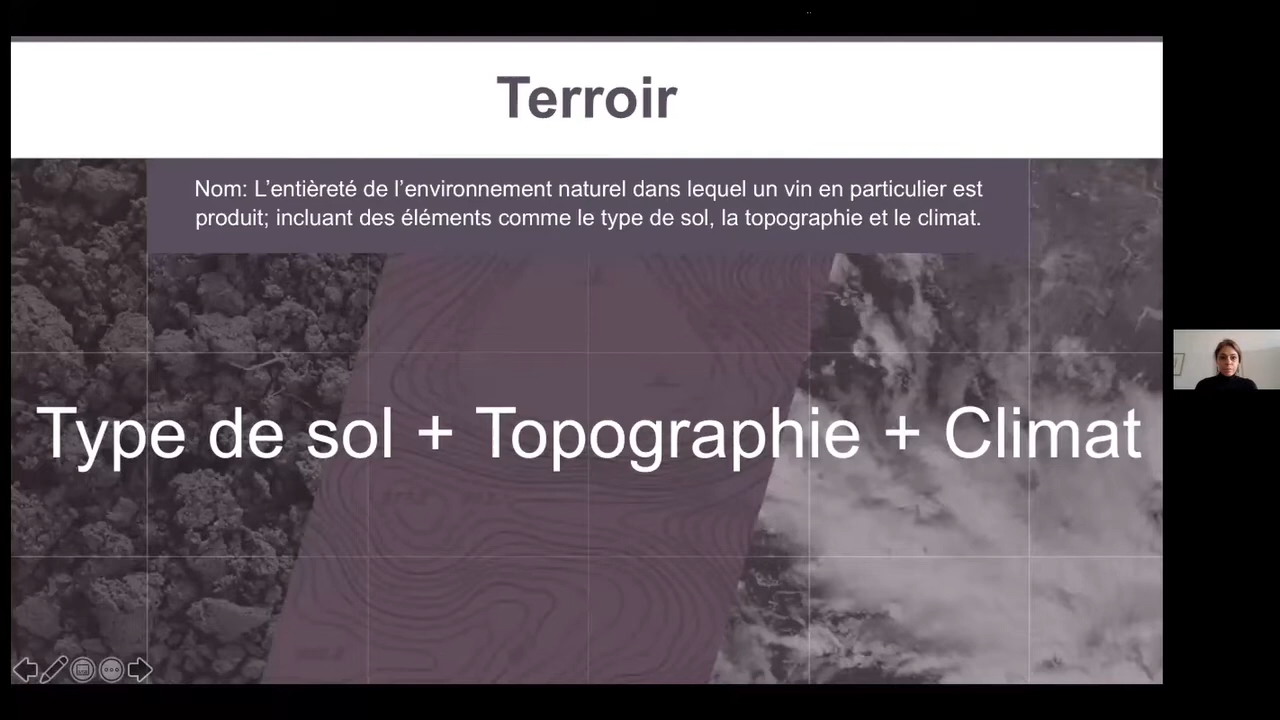 Terroir
Nom: L’entièreté de l’environnement naturel dans lequel un vin en particulier est
produit; incluant des éléments comme le type de sol, la topographie et le climat.
Type de sol + Topographie + Climat